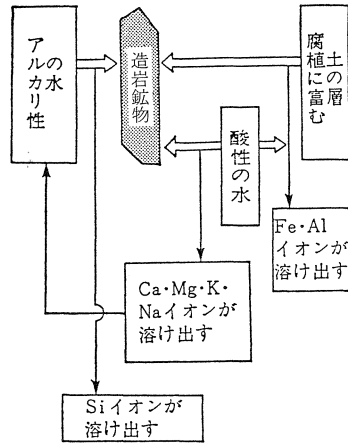 アルカリ性
の水
造岩鉱物
腐植に富む
土の層
酸性の水
Fe・Al
イオンが
溶け出す
Ca・Mg・K・
Naイオンが
溶け出す
Siイオンが
溶け出す